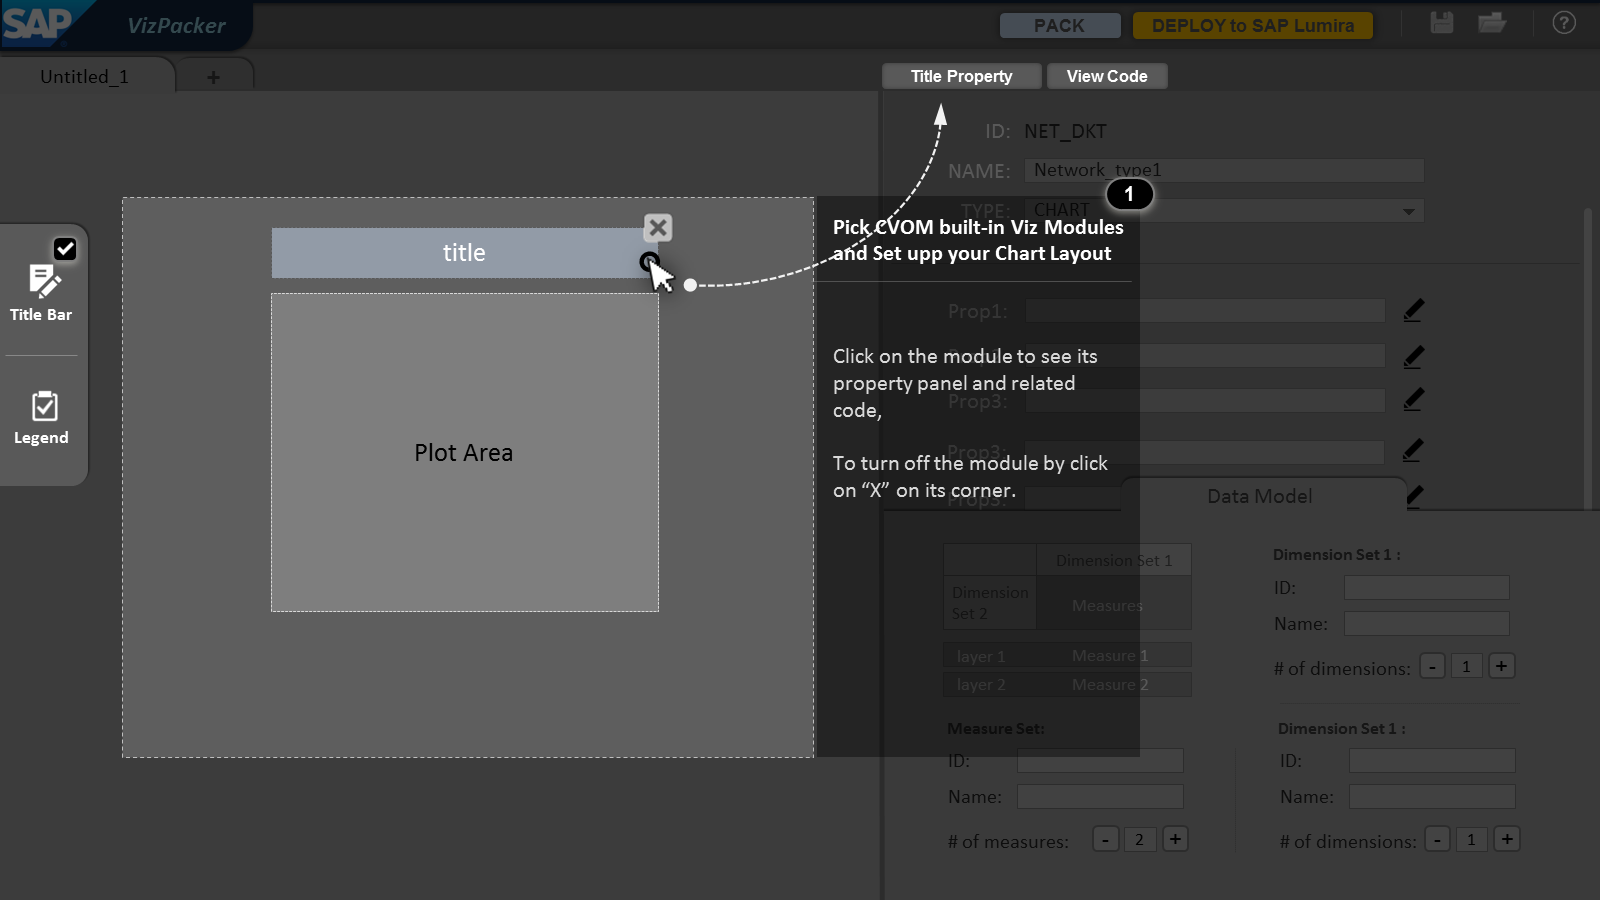 SAP
VizPacker
PACK
DEPLOY to SAP Lumira
?
Untitled_1
+
Title Property
View Code
ID: NET_DKT
NAME: Network_type1
1
TYPE: CHART
Pick CVOM built-in Viz Modules
and Set upp your Chart Layout
title
Title Bar
Legend
Plot Area
Prop1:
Click on the module to see its
property panel and related
code,
Prop3:
Prop3:
To turn off the module by click
on “X” on its corner.
Prop3:
Data Model
Dimension Set 1
Dimension
Set 2
Measures
layer 1 Measure 1
layer 2 Measure 2
Dimension Set 1 :
ID:
Name:
# of dimensions: - 1 +
Measure Set:
ID:
Name:
# of measures: - 2 +
Dimension Set 1 :
ID:
Name:
# of dimensions: - 1 +